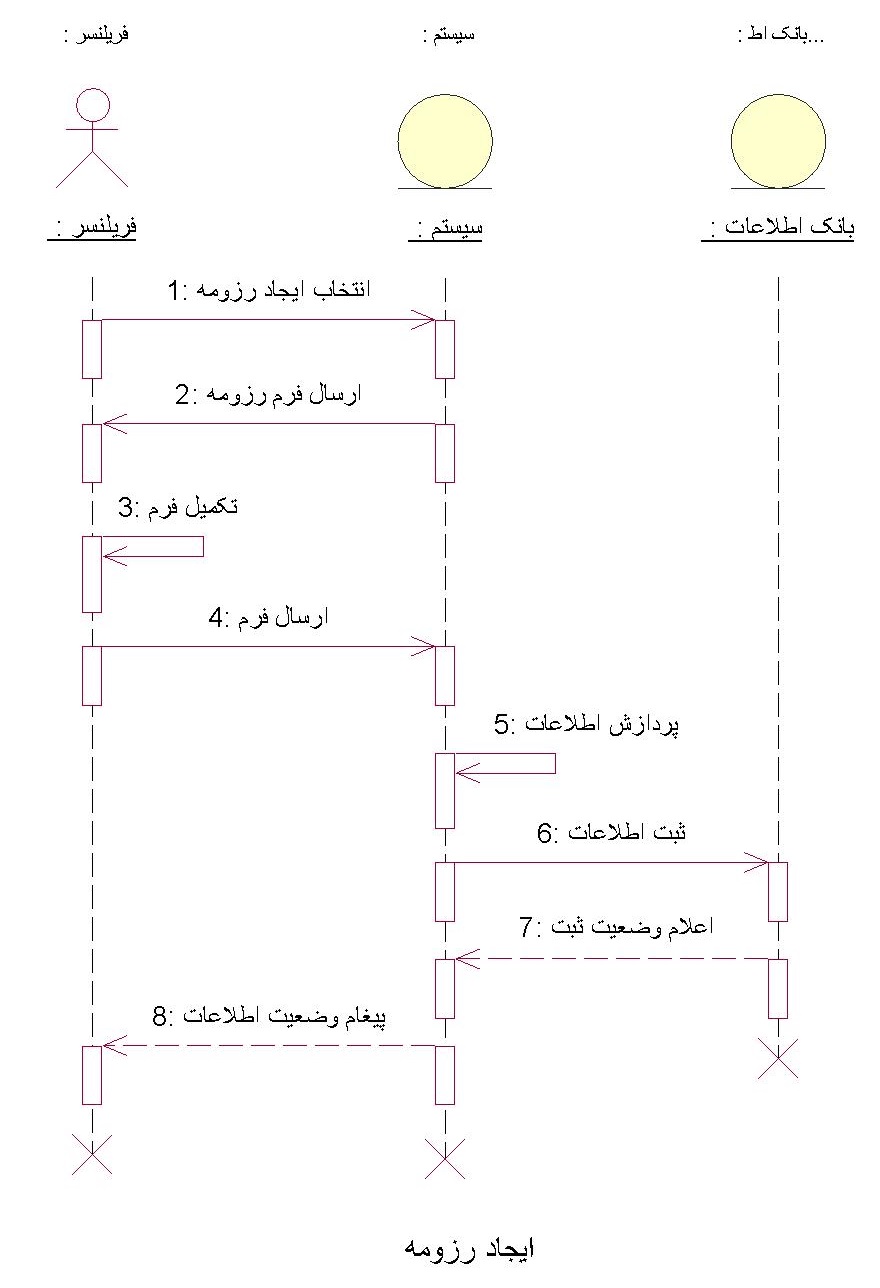 فریلنسر :
سیستم :
بانک اط... :
فریلنسر :
سیستم :
بانک اطلاعات :
1: انتخاب ایجاد رزومه
2: ارسال فرم رزومه
3: تکمیل فرم
4: ارسال فرم
5: پردازش اطلاعات
6: ثبت اطلاعات
7: اعلام وضعیت ثبت
8: پیغام وضعیت اطلاعات
ایجاد رزومه